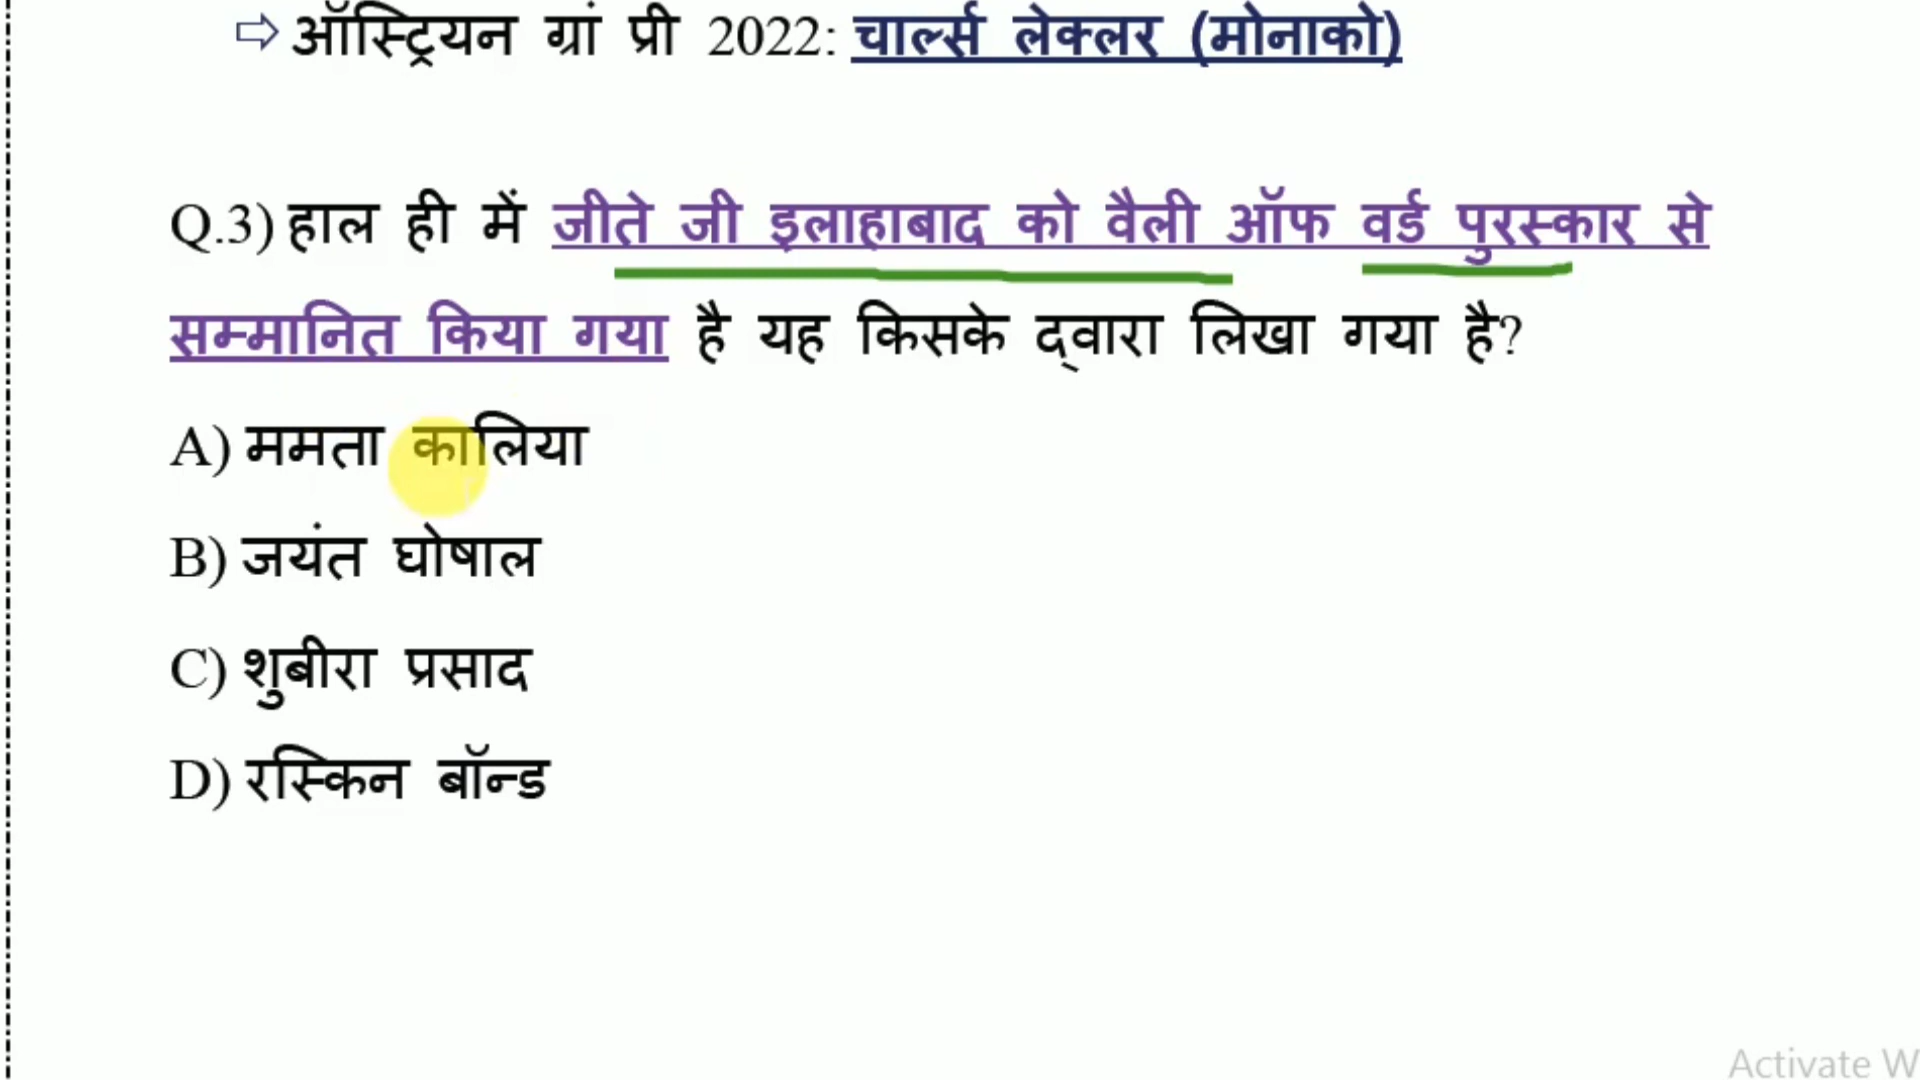 ⇨ ऑस्ट्रियन ग्रां प्री 2022: चार्ल्स लेक्लर (मोनाको)
Q.3) हाल ही में जीते जी इलाहाबाद को वैली ऑफ वर्ड पुरस्कार से
सम्मानित किया गया है यह किसके द्वारा लिखा गया है?
A) ममता कालिया
B) जयंत घोषाल
C) शुबीरा प्रसाद
D) रस्किन बॉन्ड
Activate W